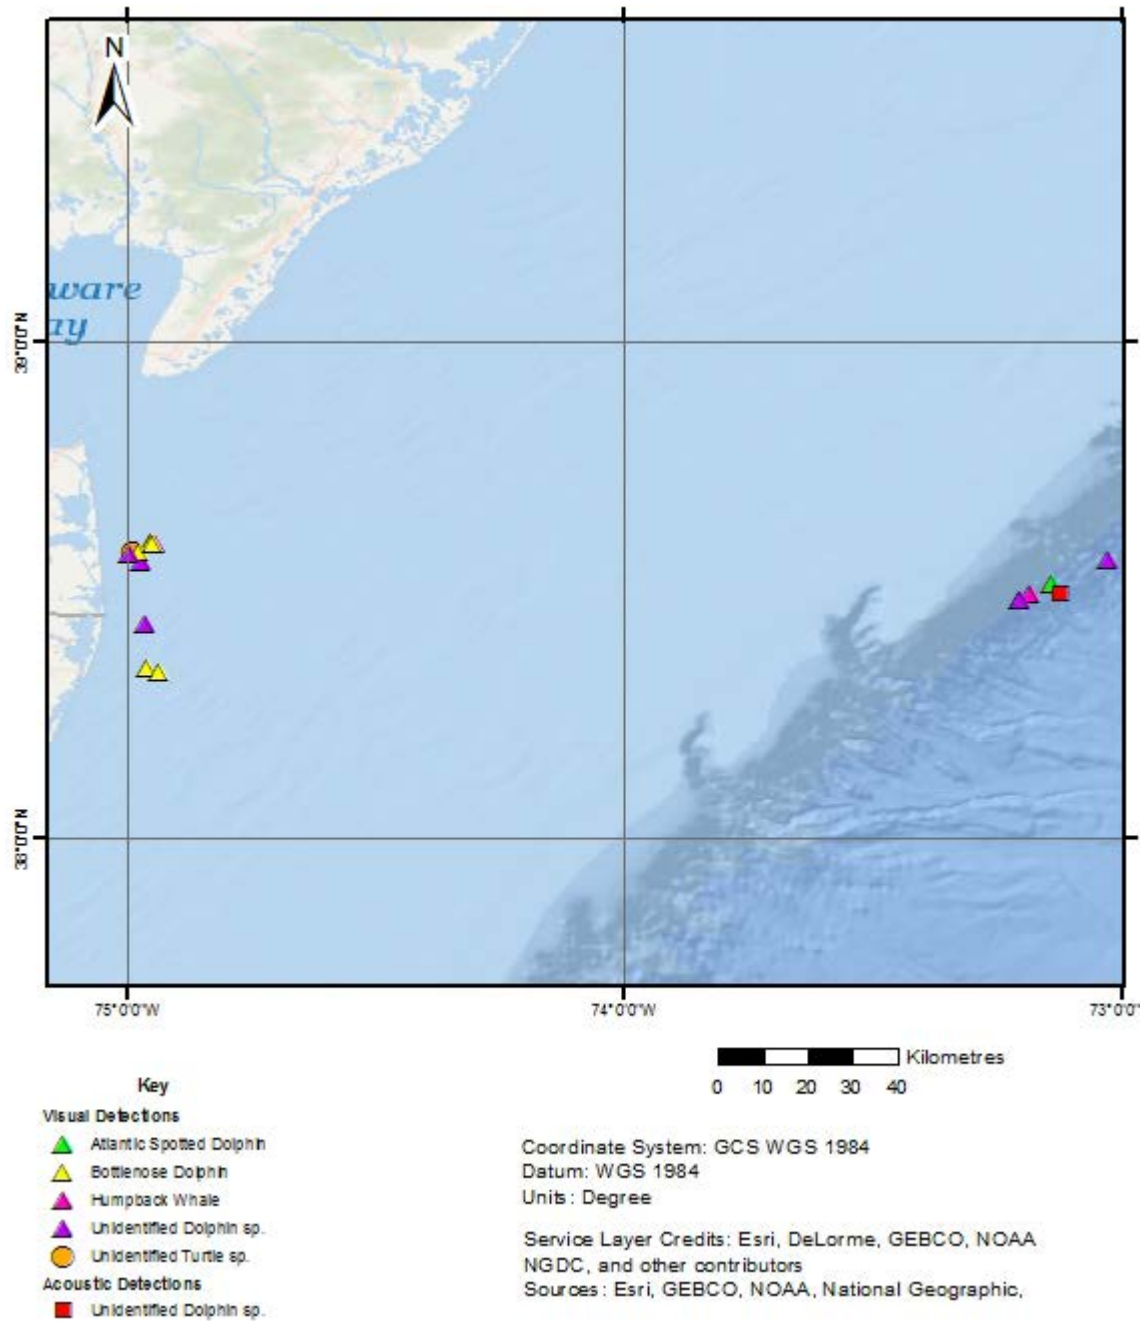 N
ware
ay
39°0'0"N
38°0'0"N
75°0'0"W
74°0'0"W
73°0'0"
Kilometres
0 10 20 30 40
Key
Visual Detections
Atlantic Spotted Dolphin
Bottlenose Dolphin
Humpback Whale
Unidentified Dolphin sp.
Unidentified Turtle sp.
Acoustic Detections
Unidentified Dolphin sp.
Coordinate System: GCS WGS 1984
Datum: WGS 1984
Units: Degree
Service Layer Credits: Esri, DeLorme, GEBCO, NOAA
NGDC, and other contributors
Sources: Esri, GEBCO, NOAA, National Geographic,